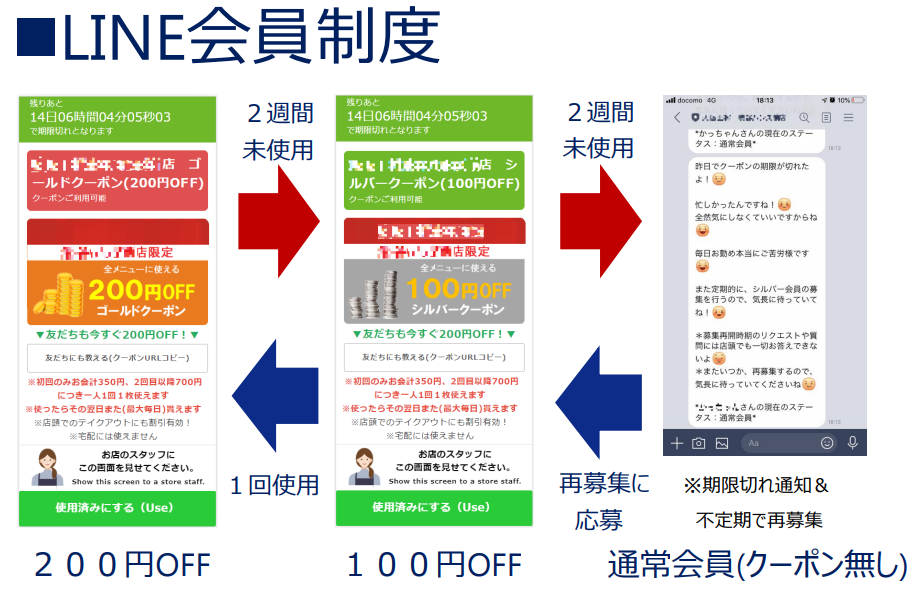 ■LINE会員制度
残りあと
14日06時間04分05秒03
で期限切れとなります
店 ゴ
ールドクーポン(200円OFF)
クーポンご利用可能
店限定
全メニューに使える
200円OFF
ゴールドクーポン
▼友だちも今すぐ200円OFF！▼
友だちにも教える(クーポンURLコピー)
※初回のみお会計350円、2回目以降700円
につき一人1回1枚使えます
※使ったらその翌日また(最大毎日)貰えます
※店頭でのテイクアウトにも割引有効！
※宅配には使えません
お店のスタッフに
この画面を見せてください。
Show this screen to a store staff.
使用済みにする（Use）
２００円OFF
２週間
未使用
１回使用
残りあと
14日06時間04分05秒03
で期限切れとなります
店 シ
ルバークーポン(100円OFF)
クーポンご利用可能
店限定
全メニューに使える
100円OFF
シルバークーポン
▼友だちも今すぐ200円OFF！▼
友だちにも教える(クーポンURLコピー)
※初回のみお会計350円、2回目以降700円
につき一人1回1枚使えます
※使ったらその翌日また(最大毎日)貰えます
※店頭でのテイクアウトにも割引有効！
※宅配には使えません
お店のスタッフに
この画面を見せてください。
Show this screen to a store staff.
使用済みにする（Use）
１００円OFF
２週間
未使用
再募集に
応募
docomo 4G 18:13 10%
*かっちゃんさんの現在のステー
タス：通常会員*
18:13
昨日でクーポンの期限が切れた
よ！
忙しかったんですね！
全然気にしなくていいですからね
毎日お勤め本当にご苦労様です
また定期的に、シルバー会員の募
集を行うので、気長に待っていて
ね！
＊募集再開時期のリクエストや質
問には店頭でも一切お答えできな
いよ
＊またいつか、再募集するので、
気長に待っていてくださいね
さんの現在のステー
タス：通常会員*
18:13
Aa
※期限切れ通知＆
不定期で再募集
通常会員(クーポン無し)